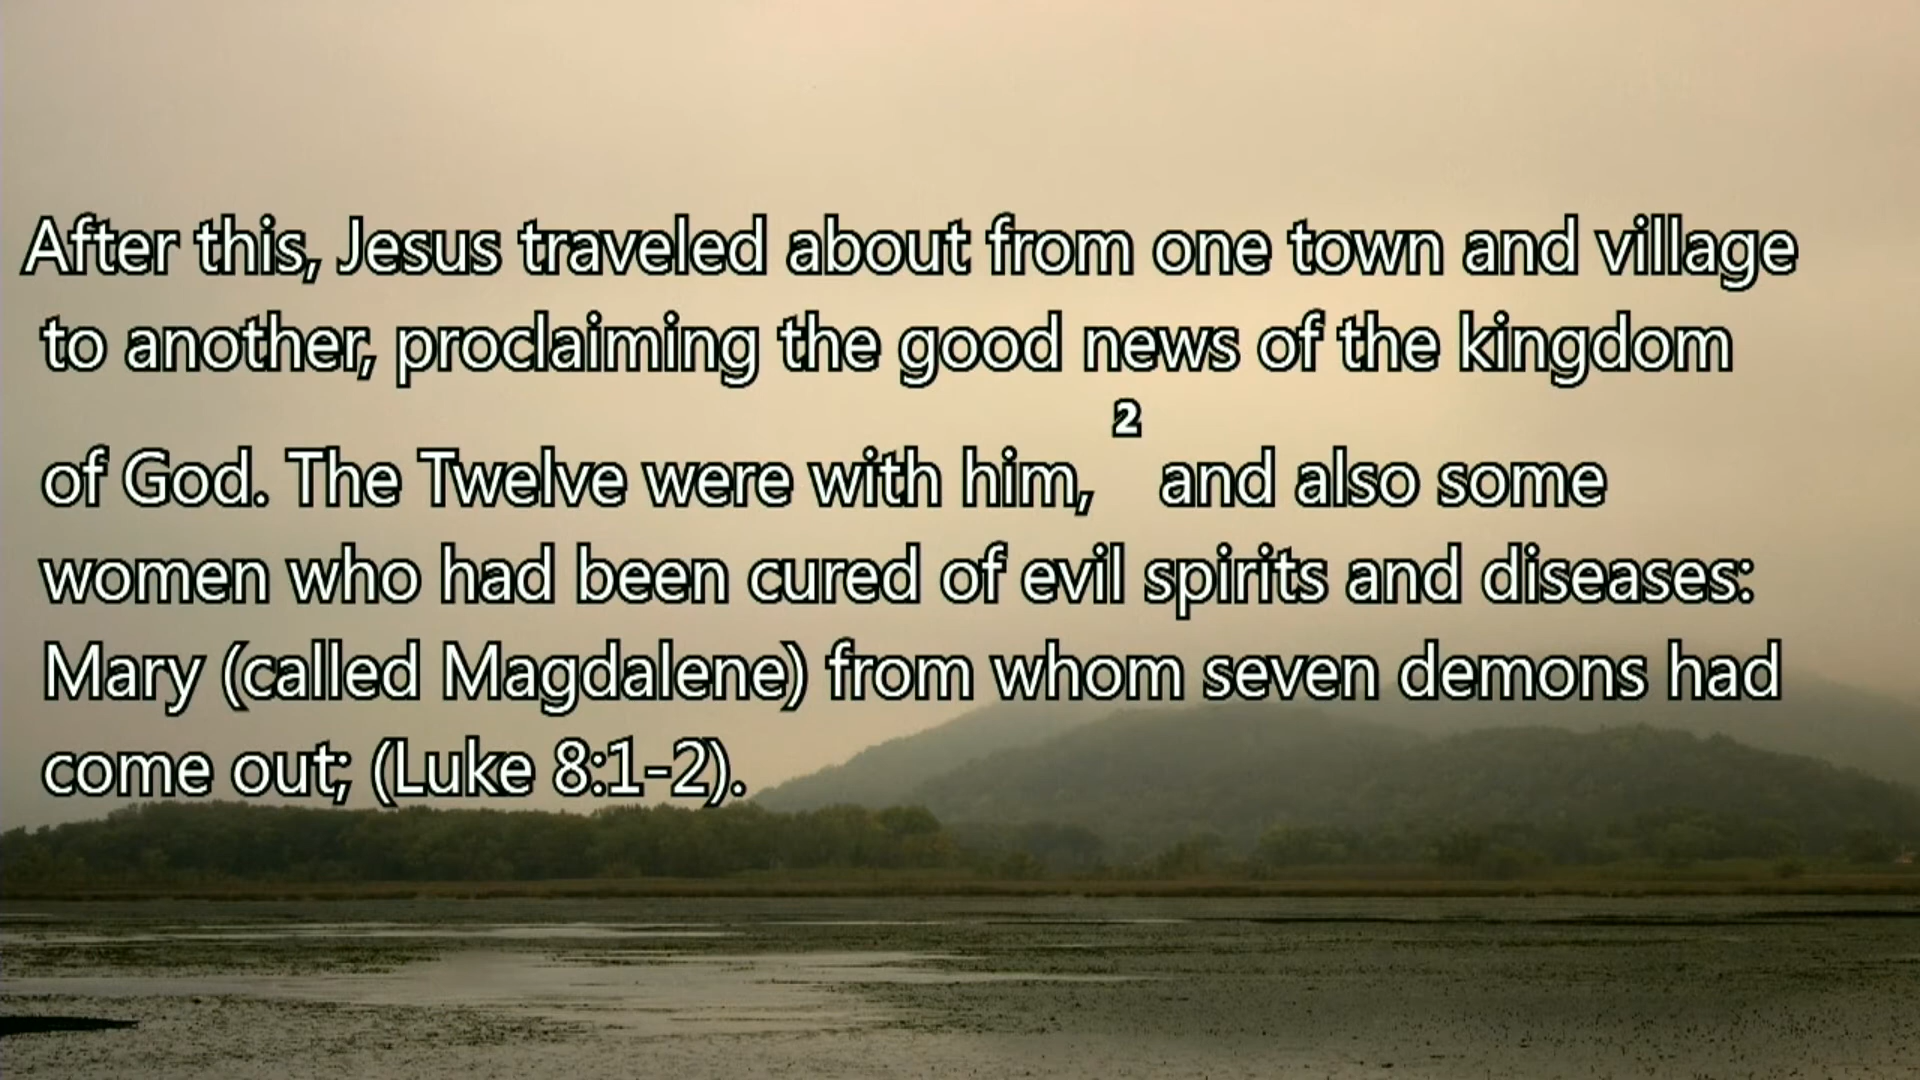 After this, Jesus traveled about from one town and village
to another, proclaiming the good news of the kingdom
of God. The Twelve were with him, ² and also some
women who had been cured of evil spirits and diseases:
Mary (called Magdalene) from whom seven demons had
come out; (Luke 8:1-2).